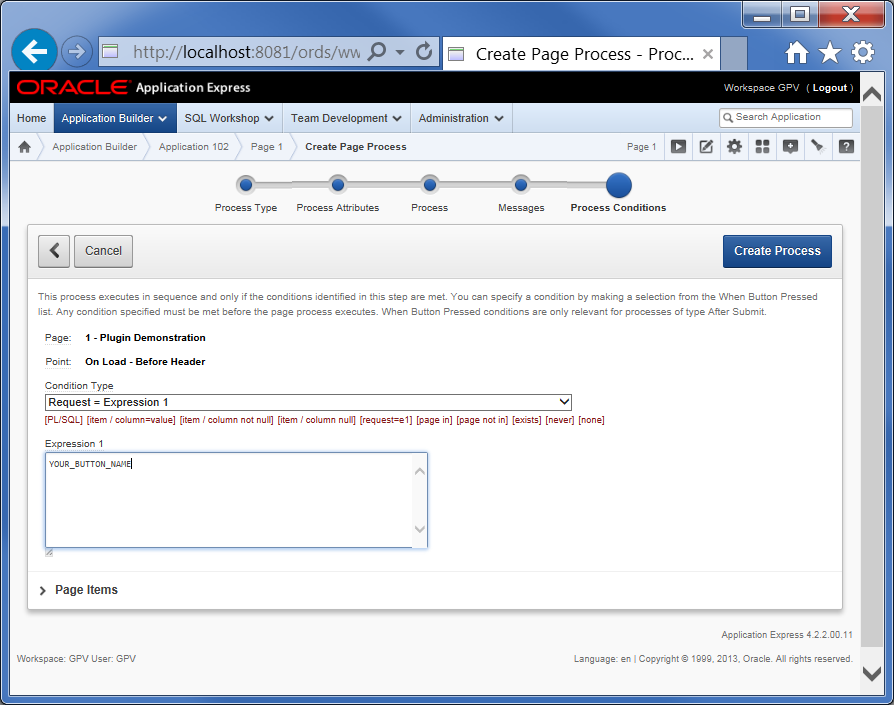 http://localhost:8081/ords/ww
Create Page Process - Proc...
ORACLE Application Express
Workspace GPV ( Logout )
Home Application Builder SQL Workshop Team Development Administration Search Application
Application Builder Application 102 Page 1 Create Page Process Page 1
Process Type Process Attributes Process Messages Process Conditions
Cancel Create Process
This process executes in sequence and only if the conditions identified in this step are met. You can specify a condition by making a selection from the When Button Pressed
list. Any condition specified must be met before the page process executes. When Button Pressed conditions are only relevant for processes of type After Submit.
Page: 1 - Plugin Demonstration
Point: On Load - Before Header
Condition Type
Request = Expression 1
[PL/SQL] [item / column=value] [item / column not null] [item / column null] [request=e1] [page in] [page not in] [exists] [never] [none]
Expression 1
YOUR_BUTTON_NAME
Page Items
Application Express 4.2.2.00.11
Workspace: GPV User: GPV Language: en | Copyright © 1999, 2013, Oracle. All rights reserved.